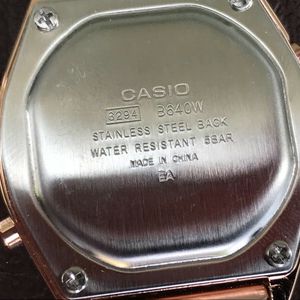 CASIO
3294 B640W
STAINLESS STEEL BACK
WATER RESISTANT 5BAR
MADE IN CHINA
EA